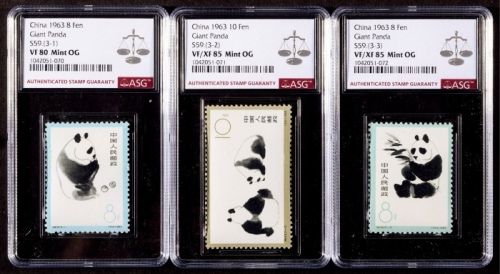 China 1963 8 Fen
Giant Panda
S59.(3-1)
VF 80 Mint OG
1042051-070
ASG
AUTHENTICATED STAMP GUARANTY
中国人民邮政
8分
China 1963 10 Fen
Giant Panda
S59.(3-2)
VF/XF 85 Mint OG
1042051-071
ASG
AUTHENTICATED STAMP GUARANTY
10
中国人民邮政
China 1963 8 Fen
Giant Panda
S59.(3-3)
VF/XF 85 Mint OG
1042051-072
ASG
AUTHENTICATED STAMP GUARANTY
中国人民邮政
8分